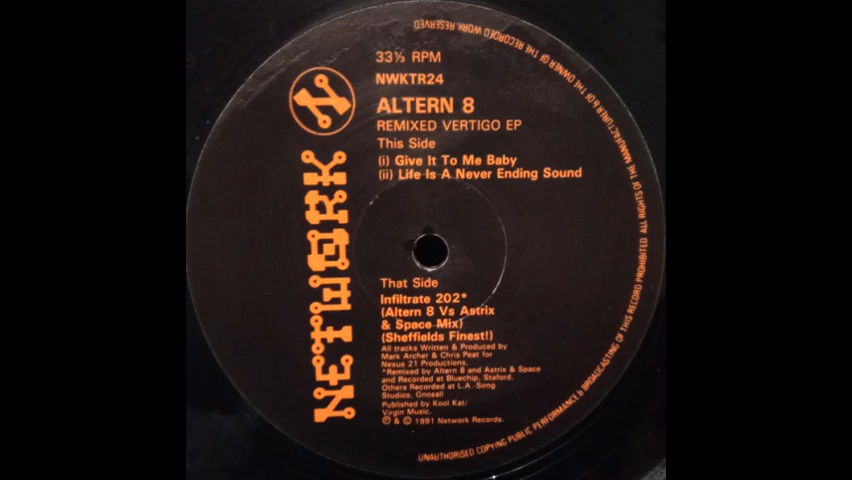 33⅓ RPM
NWKTR24
ALTERN 8
REMIXED VERTIGO EP
This Side
(i) Give It To Me Baby
(ii) Life Is A Never Ending Sound
N
NETWORK
That Side
Infiltrate 202*
(Altern 8 Vs Astrix
& Space Mix)
(Sheffields Finest!)
All tracks Written & Produced by
Mark Archer & Chris Peat for
Nexus 21 Productions.
*Remixed by Altern 8 and Astrix & Space
and Recorded at Bluechip, Staford.
Others Recorded at L.A.-Song
Studios, Gnosall
Published by Kool Kat/
Virgin Music.
℗ & © 1991 Network Records.
UNAUTHORISED COPYING PUBLIC PERFORMANCE & BROADCASTING OF THIS RECORD PROHIBITED ALL RIGHTS OF THE MANUFACTURER & OF THE OWNER OF THE RECORDED WORK RESERVED